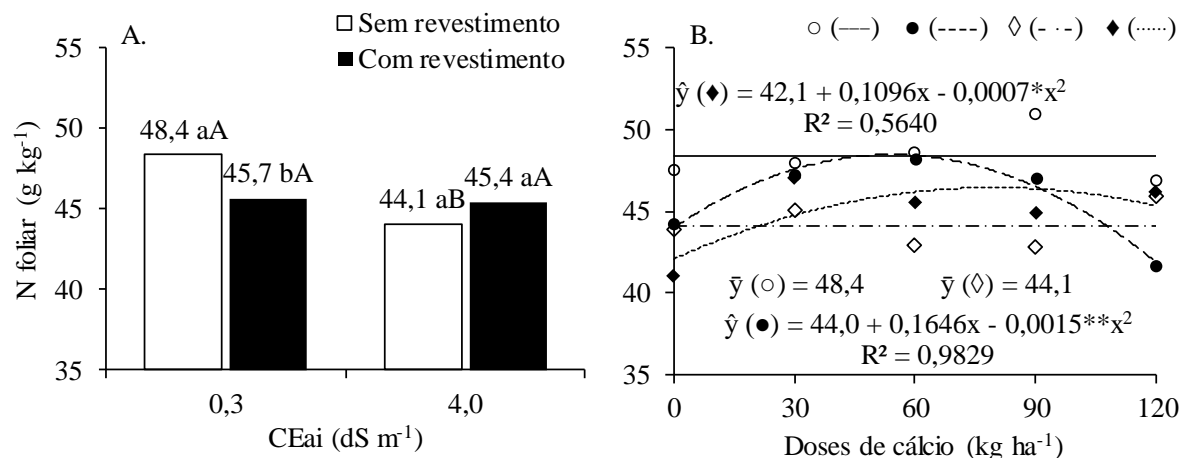 A.
Sem revestimento
Com revestimento
N foliar (g kg⁻¹)
55
50
45
40
35
48,4 aA
45,7 bA
44,1 aB
45,4 aA
0,3
4,0
CEai (dS m⁻¹)
B.
○ (—–) ● (----) ◇ (- · -) ♦ (······)
ŷ (♦) = 42,1 + 0,1096x - 0,0007*x²
R² = 0,5640
ȳ (○) = 48,4 ȳ (◇) = 44,1
ŷ (●) = 44,0 + 0,1646x - 0,0015**x²
R² = 0,9829
55
50
45
40
35
0 30 60 90 120
Doses de cálcio (kg ha⁻¹)